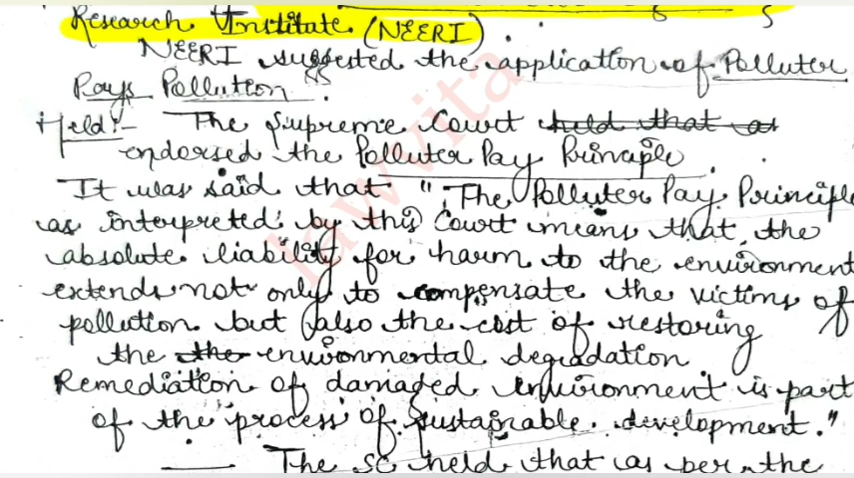 Research Institate (NEERI).
NEERI suggested the application of Polluter
Pays Pollution.
Held:- The Supreme Court held that as
endorsed the Polluter Pay Principle.
It was said that "The Polluter Pay Principle
as interpreted by this Court means that the
absolute liability for harm to the environment
extends not only to compensate the victims of
pollution but also the cost of restoring
the the environmental degradation
Remediation of damaged environment is part
of the process of sustainable development."
The SC held that as per the
law vita